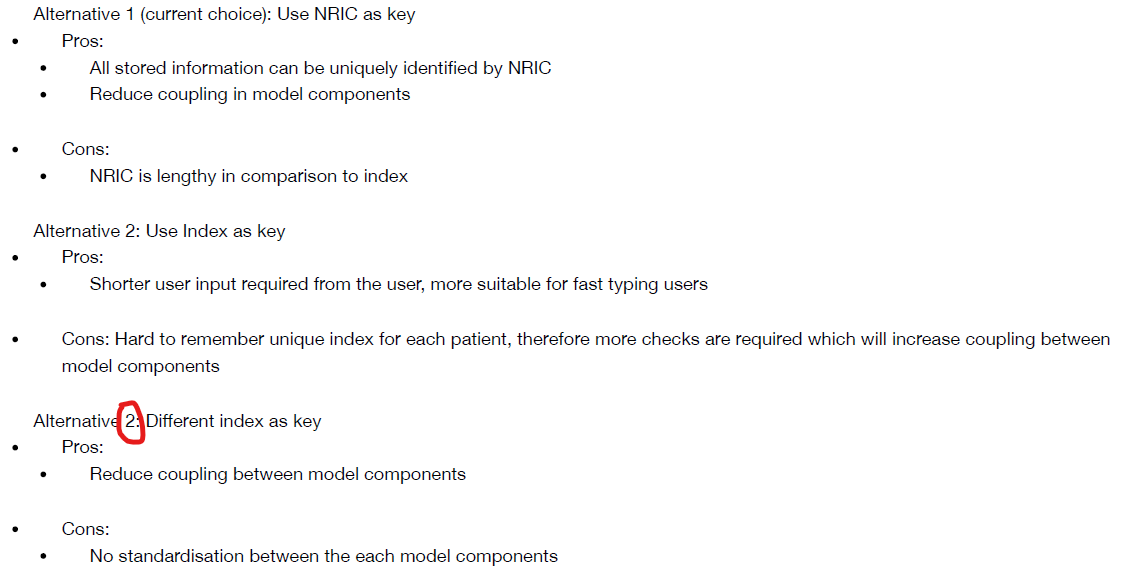 Alternative 1 (current choice): Use NRIC as key
Pros:
All stored information can be uniquely identified by NRIC
Reduce coupling in model components
Cons:
NRIC is lengthy in comparison to index
Alternative 2: Use Index as key
Pros:
Shorter user input required from the user, more suitable for fast typing users
Cons: Hard to remember unique index for each patient, therefore more checks are required which will increase coupling between
model components
Alternative 2: Different index as key
Pros:
Reduce coupling between model components
Cons:
No standardisation between the each model components